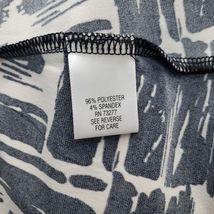 96% POLYESTER
4% SPANDEX
RN 73277
SEE REVERSE
FOR CARE